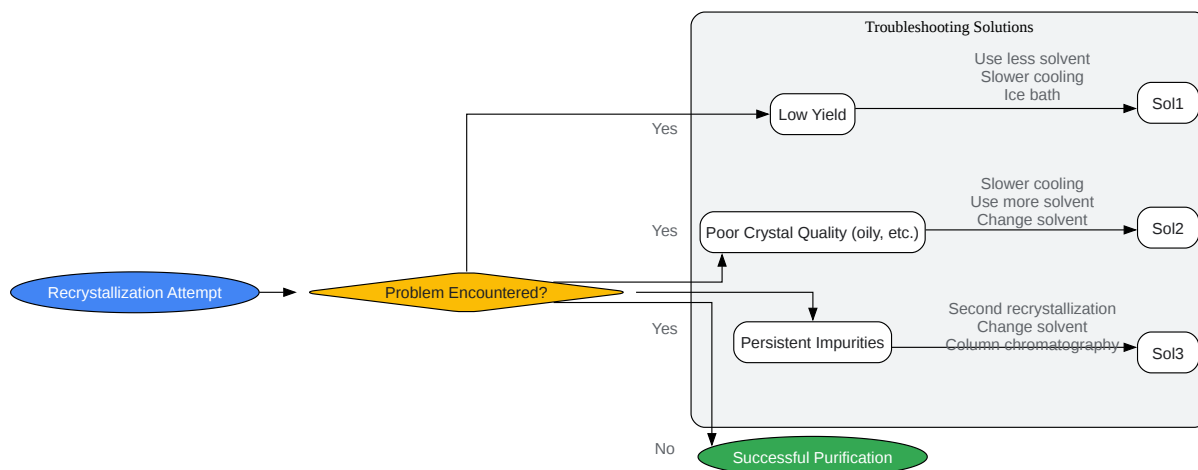 Troubleshooting Solutions
Use less solvent
Slower cooling
Ice bath
Low Yield
Sol1
Yes
Slower cooling
Use more solvent
Change solvent
Yes
Poor Crystal Quality (oily, etc.)
Sol2
Recrystallization Attempt
Problem Encountered?
Second recrystallization
Change solvent
Column chromatography
Yes
Persistent Impurities
Sol3
No
Successful Purification